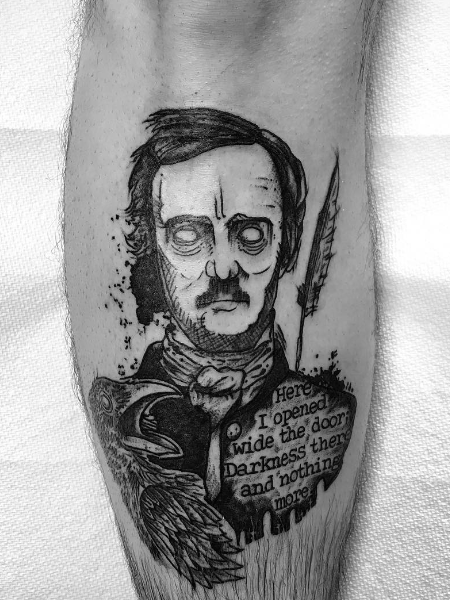 Here
I opened
wide the door;
Darkness there
and nothing
more.